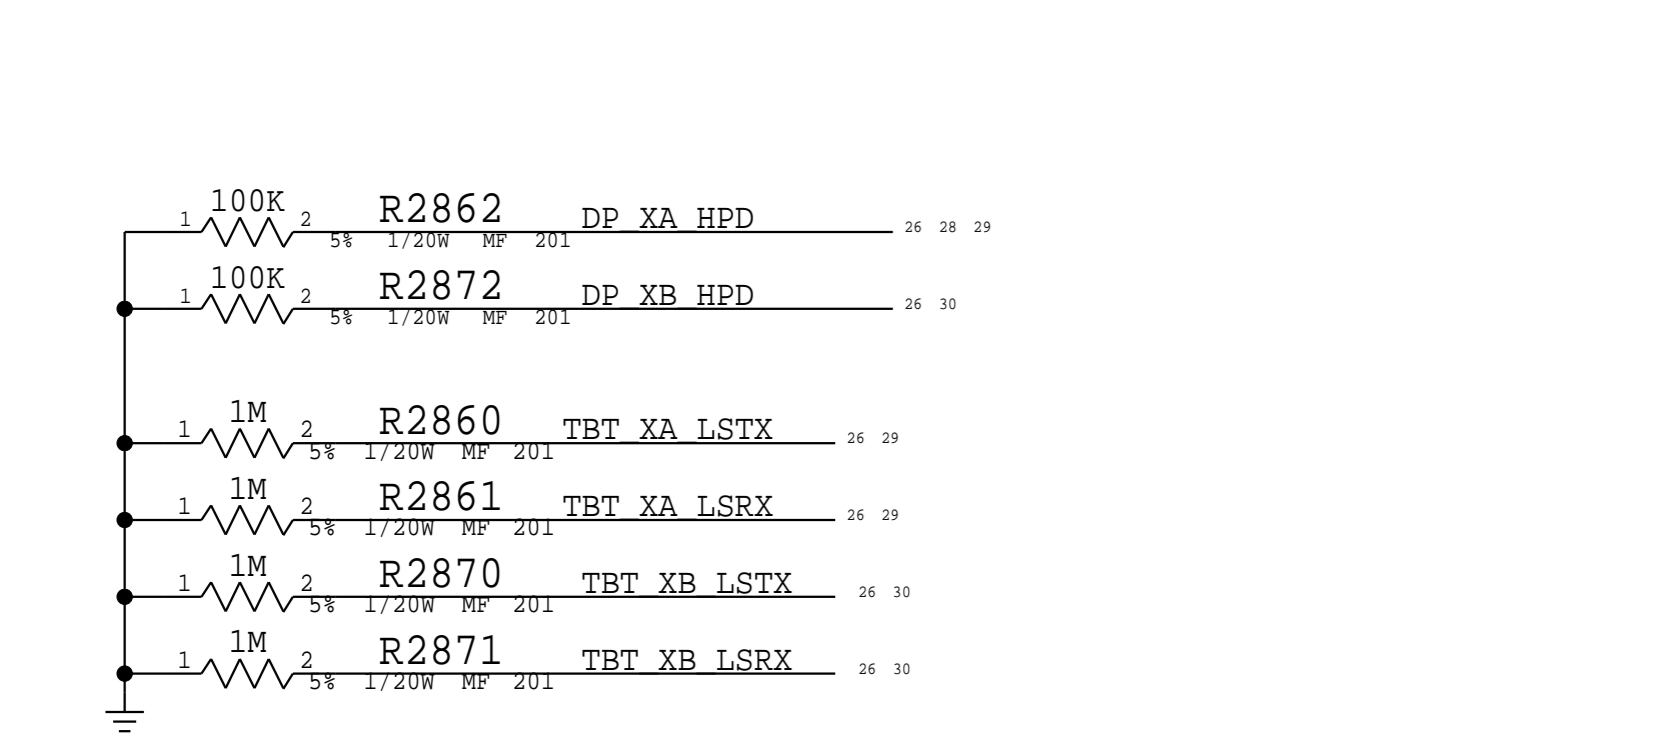 100K
1 2 R2862 DP_XA_HPD 26 28 29
5% 1/20W MF 201
100K
1 2 R2872 DP_XB_HPD 26 30
5% 1/20W MF 201
1M
1 2 R2860 TBT_XA_LSTX 26 29
5% 1/20W MF 201
1M
1 2 R2861 TBT_XA_LSRX 26 29
5% 1/20W MF 201
1M
1 2 R2870 TBT_XB_LSTX 26 30
5% 1/20W MF 201
1M
1 2 R2871 TBT_XB_LSRX 26 30
5% 1/20W MF 201